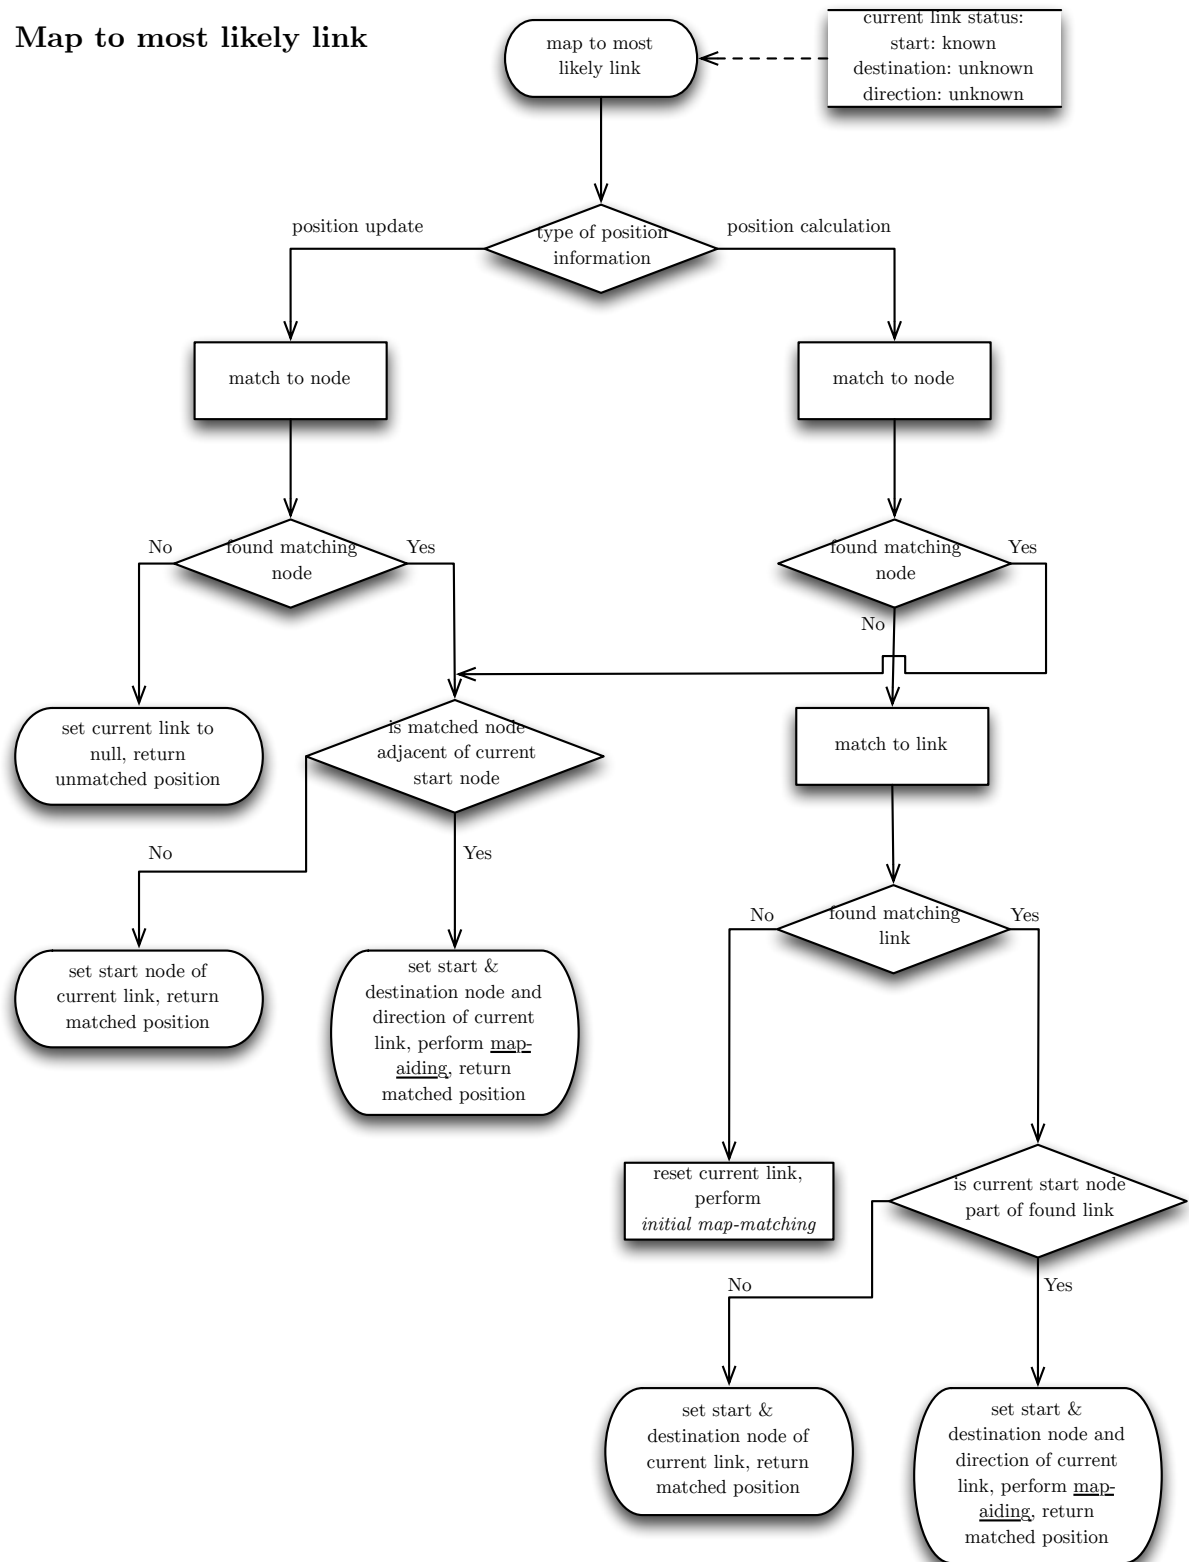 Map to most likely link
map to most
likely link
current link status:
start: known
destination: unknown
direction: unknown
position update
type of position
information
position calculation
match to node
match to node
No
found matching
node
Yes
found matching
node
Yes
No
set current link to
null, return
unmatched position
is matched node
adjacent of current
start node
match to link
No
Yes
No
found matching
link
Yes
set start node of
current link, return
matched position
set start &
destination node and
direction of current
link, perform map-
aiding, return
matched position
reset current link,
perform
initial map-matching
is current start node
part of found link
No
Yes
set start &
destination node of
current link, return
matched position
set start &
destination node and
direction of current
link, perform map-
aiding, return
matched position